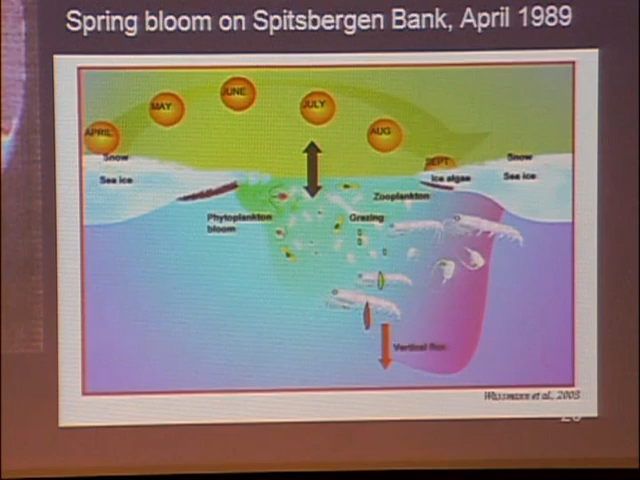 Spring bloom on Spitsbergen Bank, April 1989
JUNE
MAY
JULY
APRIL
AUG
SEPT
Snow
Snow
Sea ice
Ice algae
Sea ice
Zooplankton
Phytoplankton
bloom
Grazing
Vertical flux
Wassmann et al., 2003